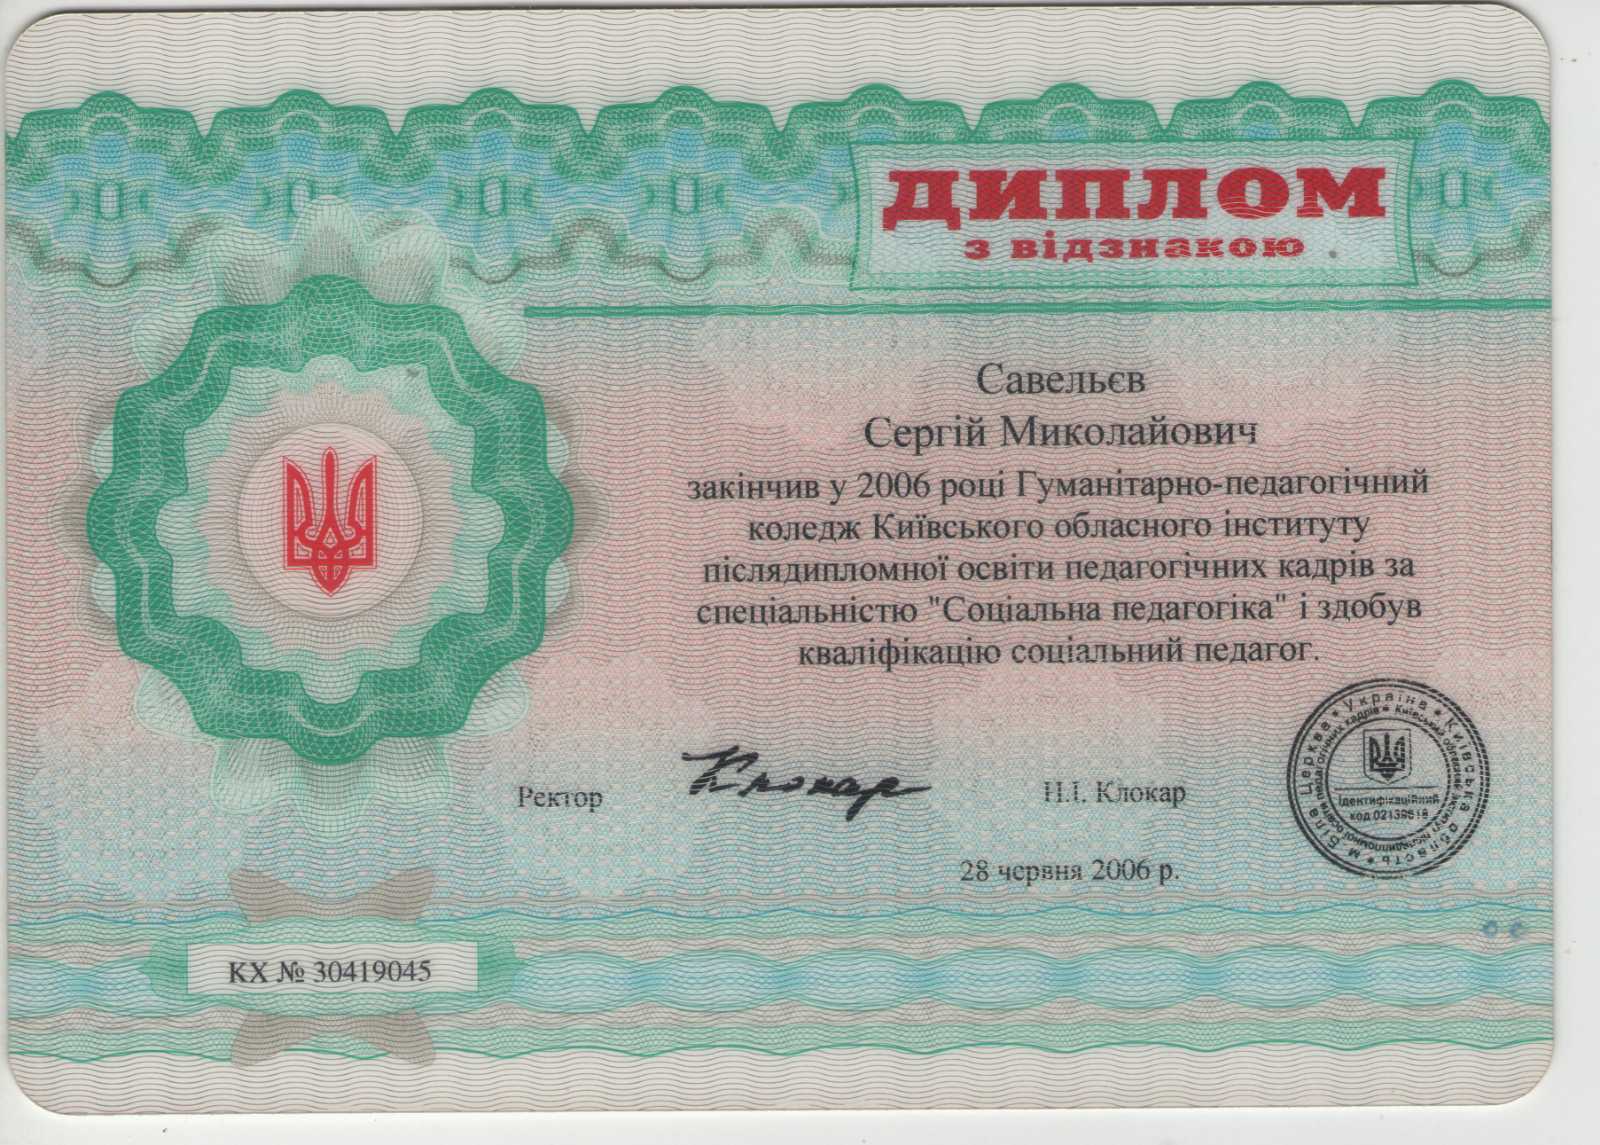 ДИПЛОМ
з відзнакою
Савельєв
Сергій Миколайович
закінчив у 2006 році Гуманітарно-педагогічний
коледж Київського обласного інституту
післядипломної освіти педагогічних кадрів за
спеціальністю "Соціальна педагогіка" і здобув
кваліфікацію соціальний педагог.
Ректор
Клокар
Н.І. Клокар
28 червня 2006 р.
Україна * Київська область * м. Біла Церква *
Київський обласний інститут післядипломної освіти педагогічних кадрів *
Ідентифікаційний
код
КХ № 30419045